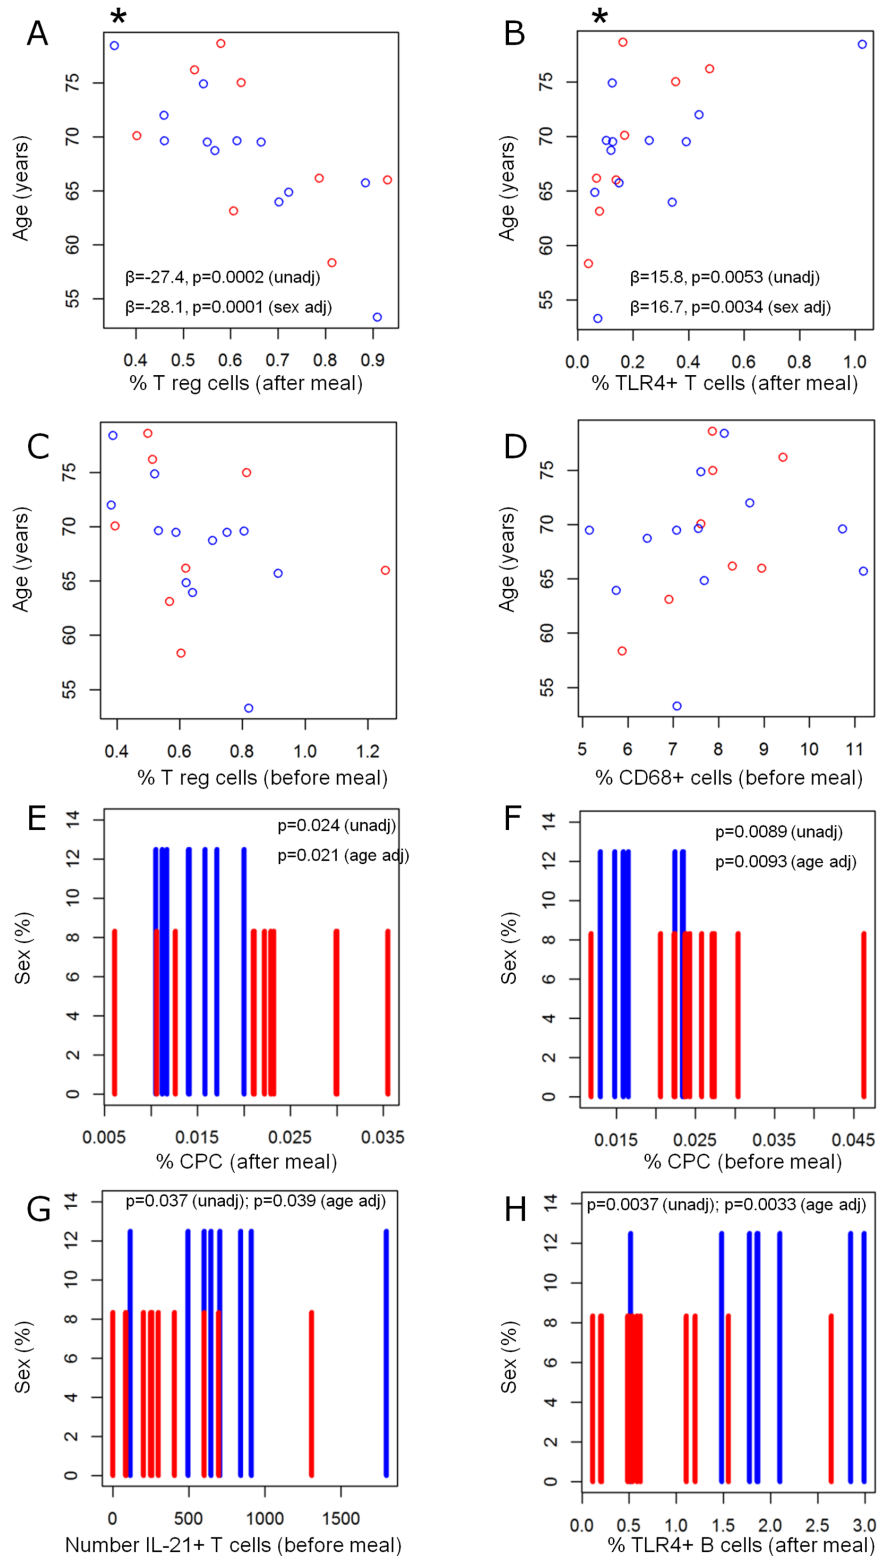 A *
Age (years)
75
70
65
60
55
β=-27.4, p=0.0002 (unadj)
β=-28.1, p=0.0001 (sex adj)
0.4 0.5 0.6 0.7 0.8 0.9
% T reg cells (after meal)
B *
Age (years)
75
70
65
60
55
β=15.8, p=0.0053 (unadj)
β=16.7, p=0.0034 (sex adj)
0.0 0.2 0.4 0.6 0.8 1.0
% TLR4+ T cells (after meal)
C
Age (years)
75
70
65
60
55
0.4 0.6 0.8 1.0 1.2
% T reg cells (before meal)
D
Age (years)
75
70
65
60
55
5 6 7 8 9 10 11
% CD68+ cells (before meal)
E
p=0.024 (unadj)
p=0.021 (age adj)
Sex (%)
14
12
10
8
6
4
2
0
0.005 0.015 0.025 0.035
% CPC (after meal)
F
p=0.0089 (unadj)
p=0.0093 (age adj)
Sex (%)
14
12
10
8
6
4
2
0
0.015 0.025 0.035 0.045
% CPC (before meal)
G
p=0.037 (unadj); p=0.039 (age adj)
Sex (%)
14
12
10
8
6
4
2
0
0 500 1000 1500
Number IL-21+ T cells (before meal)
H
p=0.0037 (unadj); p=0.0033 (age adj)
Sex (%)
14
12
10
8
6
4
2
0
0.0 0.5 1.0 1.5 2.0 2.5 3.0
% TLR4+ B cells (after meal)